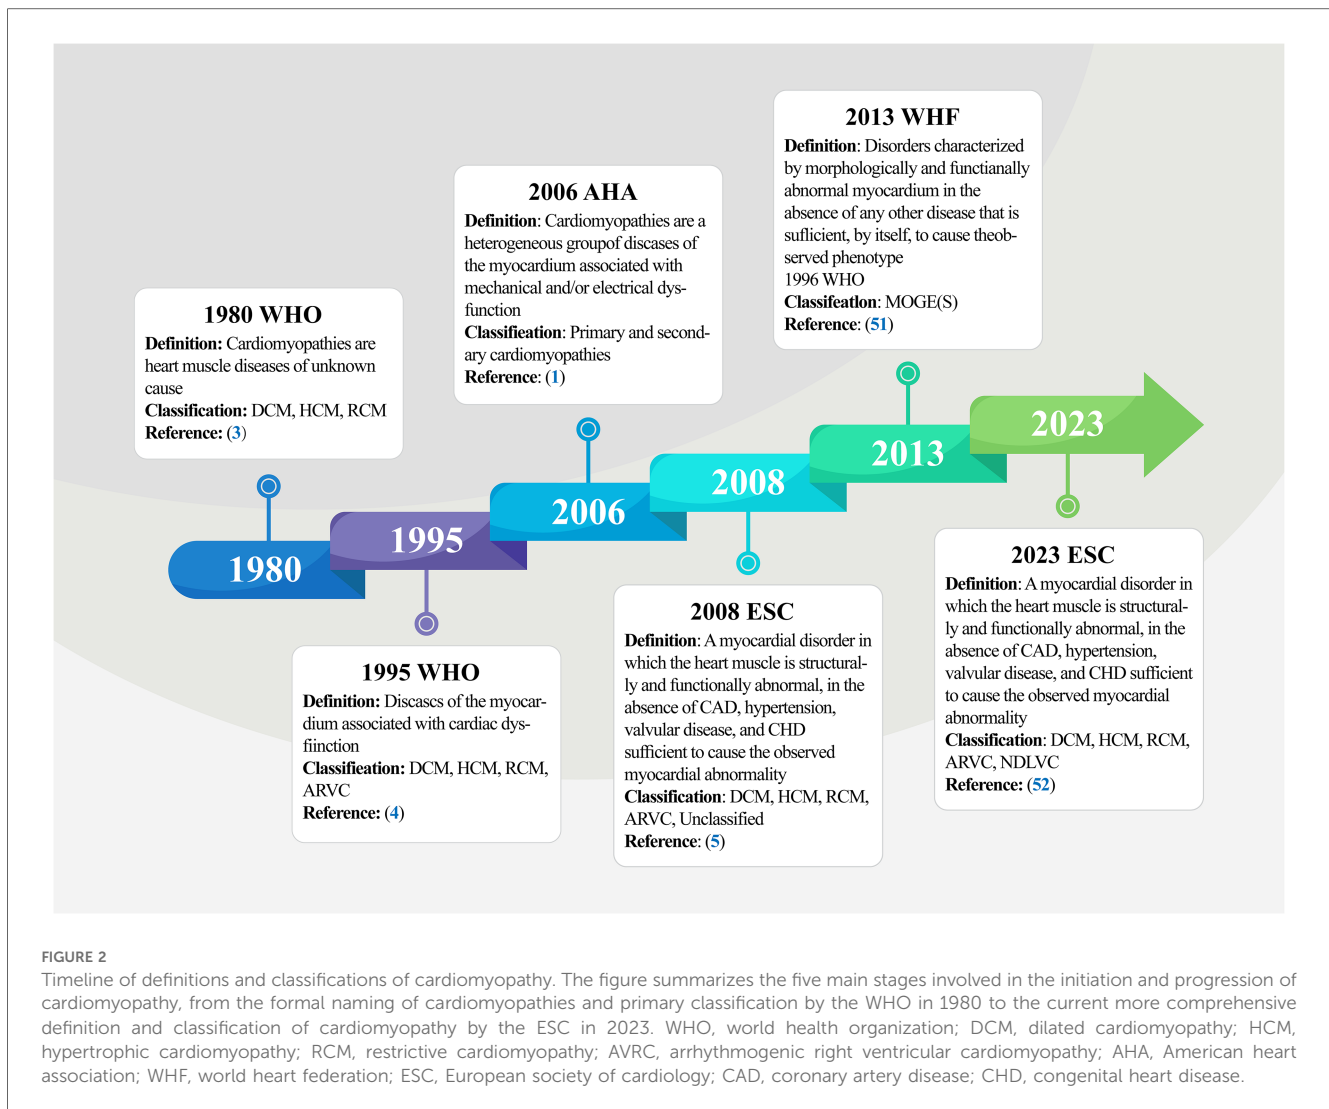 2013 WHF
Definition: Disorders characterized
by morphologically and functianally
abnormal myocardium in the
absence of any other disease that is
suflicient, by itself, to cause theob-
served phenotype
1996 WHO
Classifeatlon: MOGE(S)
Reference: (51)
2006 AHA
Definition: Cardiomyopathies are a
heterogeneous groupof discases of
the myocardium associated with
mechanical and/or electrical dys-
function
Classifieation: Primary and second-
ary cardiomyopathies
Reference: (1)
1980 WHO
Definition: Cardiomyopathies are
heart muscle diseases of unknown
cause
Classification: DCM, HCM, RCM
Reference: (3)
1980
1995
2006
2008
2013
2023
1995 WHO
Definition: Discascs of the myocar-
dium associated with cardiac dys-
fiinction
Classifieation: DCM, HCM, RCM,
ARVC
Reference: (4)
2008 ESC
Definition: A myocardial disorder in
which the heart muscle is structural-
ly and functionally abnormal, in the
absence of CAD, hypertension,
valvular disease, and CHD
sufficient to cause the observed
myocardial abnormality
Classification: DCM, HCM, RCM,
ARVC, Unclassified
Reference: (5)
2023 ESC
Definition: A myocardial disorder in
which the heart muscle is structural-
ly and functionally abnormal, in the
absence of CAD, hypertension,
valvular disease, and CHD sufficient
to cause the observed myocardial
abnormality
Classification: DCM, HCM, RCM,
ARVC, NDLVC
Reference: (52)
FIGURE 2
Timeline of definitions and classifications of cardiomyopathy. The figure summarizes the five main stages involved in the initiation and progression of
cardiomyopathy, from the formal naming of cardiomyopathies and primary classification by the WHO in 1980 to the current more comprehensive
definition and classification of cardiomyopathy by the ESC in 2023. WHO, world health organization; DCM, dilated cardiomyopathy; HCM,
hypertrophic cardiomyopathy; RCM, restrictive cardiomyopathy; AVRC, arrhythmogenic right ventricular cardiomyopathy; AHA, American heart
association; WHF, world heart federation; ESC, European society of cardiology; CAD, coronary artery disease; CHD, congenital heart disease.